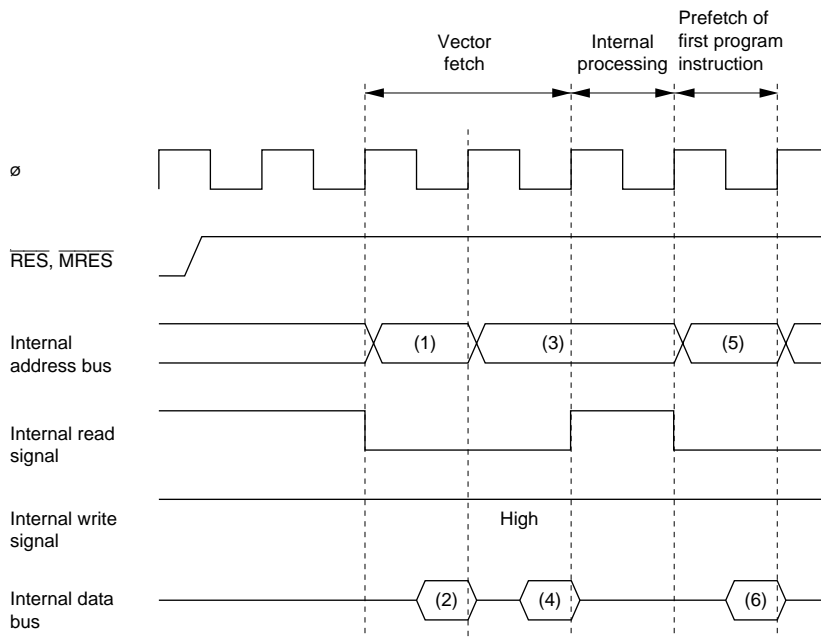 Vector
fetch
Internal
processing
Prefetch of
first program
instruction
ø
RES, MRES
Internal
address bus
(1)
(3)
(5)
Internal read
signal
Internal write
signal
High
Internal data
bus
(2)
(4)
(6)